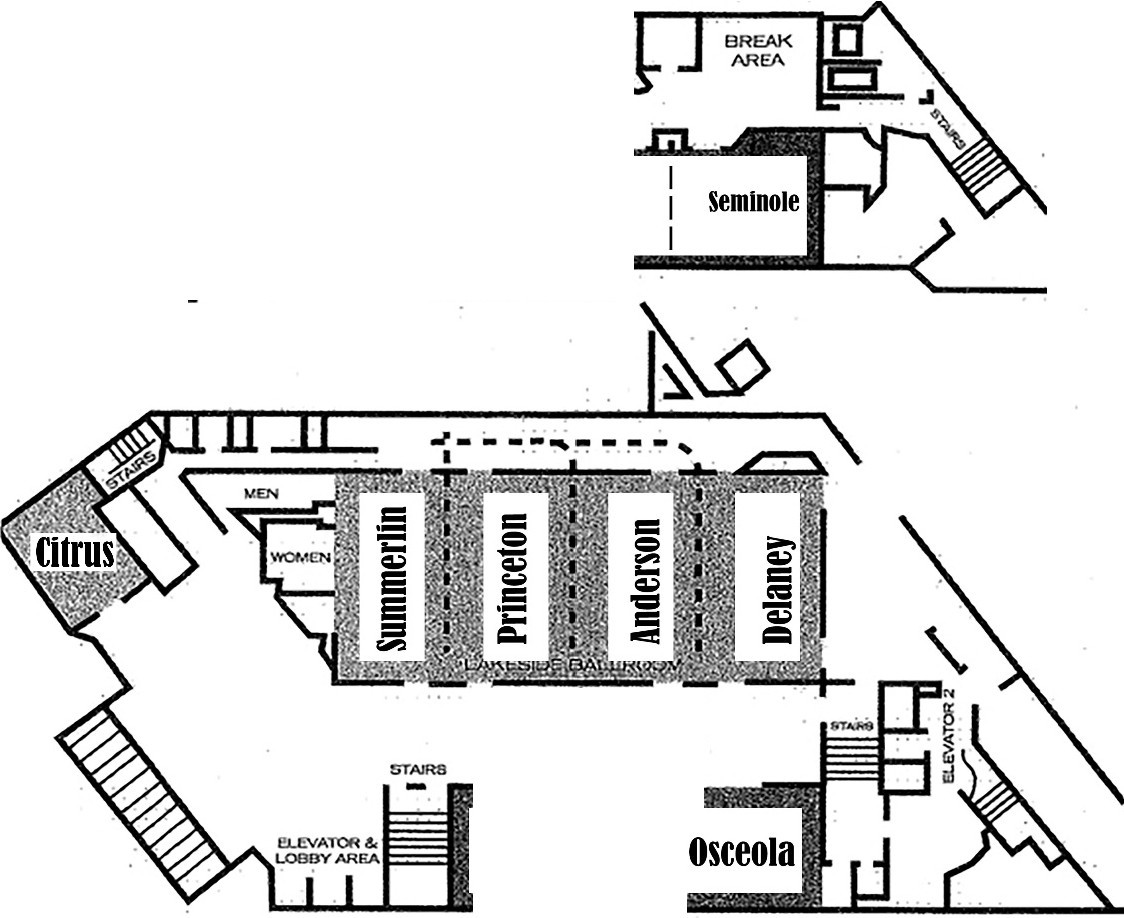 BREAK
AREA
STAIRS
Seminole
STAIRS
Citrus
MEN
WOMEN
Summerlin
Princeton
Anderson
Delaney
LAKESIDE BALLROOM
STAIRS
ELEVATOR 2
STAIRS
ELEVATOR &
LOBBY AREA
Osceola